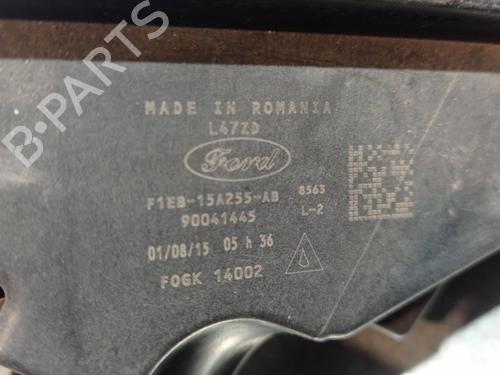 MADE IN ROMANIA
L47ZD
Ford
F1EB-15A255-AB 8563
90041445 L-2
01/08/15 05 h 36
FOGK 14002
B-PARTS